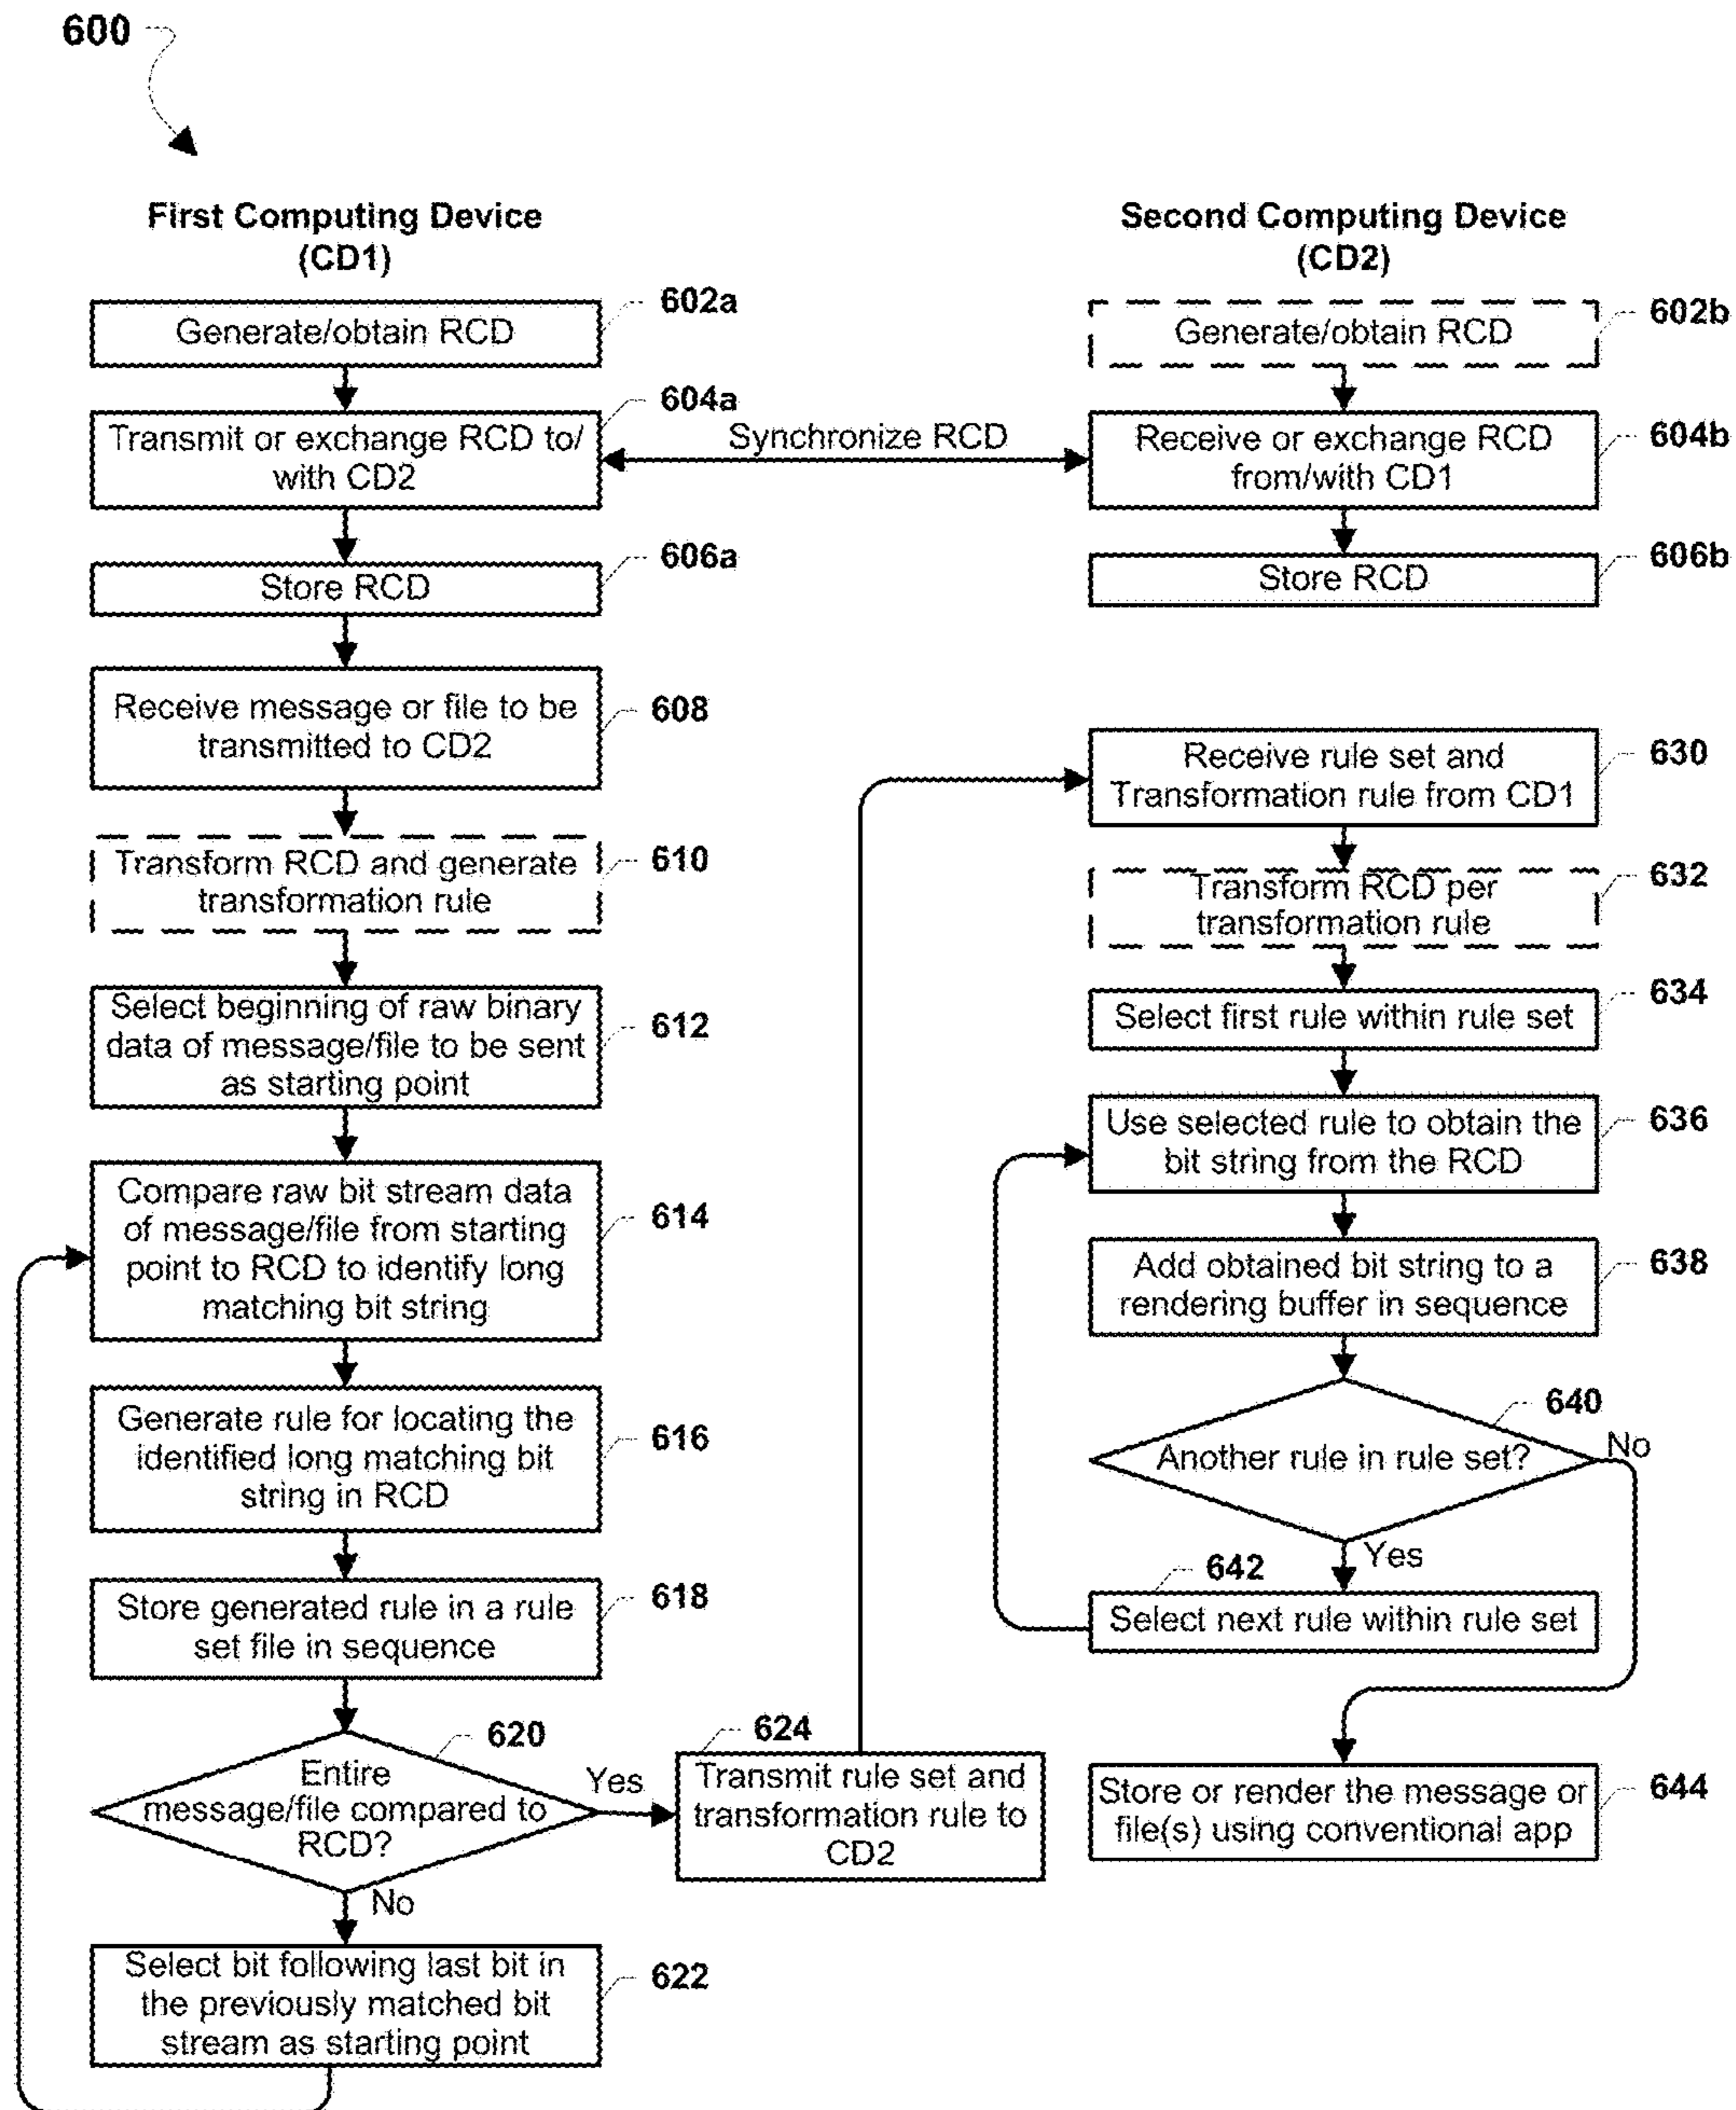 600
First Computing Device
(CD1)
602a
Generate/obtain RCD
604a
Transmit or exchange RCD to/
with CD2
Synchronize RCD
606a
Store RCD
Receive message or file to be
transmitted to CD2
608
Transform RCD and generate
transformation rule
610
Select beginning of raw binary
data of message/file to be sent
as starting point
612
Compare raw bit stream data
of message/file from starting
point to RCD to identify long
matching bit string
614
Generate rule for locating the
identified long matching bit
string in RCD
616
Store generated rule in a rule
set file in sequence
618
620
Entire
message/file compared to
RCD?
Yes
No
624
Transmit rule set and
transformation rule to
CD2
Select bit following last bit in
the previously matched bit
stream as starting point
622
Second Computing Device
(CD2)
602b
Generate/obtain RCD
Receive or exchange RCD
from/with CD1
604b
606b
Store RCD
Receive rule set and
Transformation rule from CD1
630
Transform RCD per
transformation rule
632
634
Select first rule within rule set
Use selected rule to obtain the
bit string from the RCD
636
Add obtained bit string to a
rendering buffer in sequence
638
640
Another rule in rule set?
No
Yes
642
Select next rule within rule set
Store or render the message or
file(s) using conventional app
644